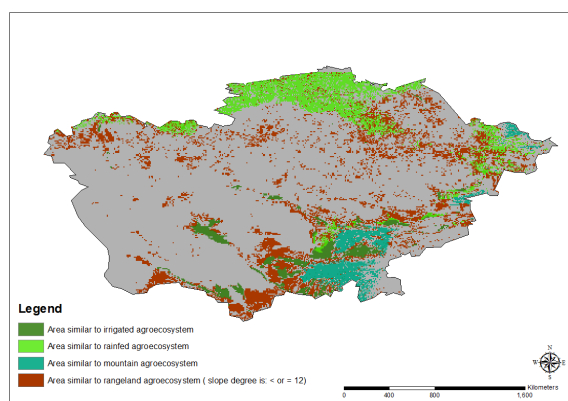 Legend
Area similar to irrigated agroecosystem
Area similar to rainfed agroecosystem
Area similar to mountain agroecosystem
Area similar to rangeland agroecosystem ( slope degree is: < or = 12)
N
W E
S
Kilometers
0 400 800 1,600